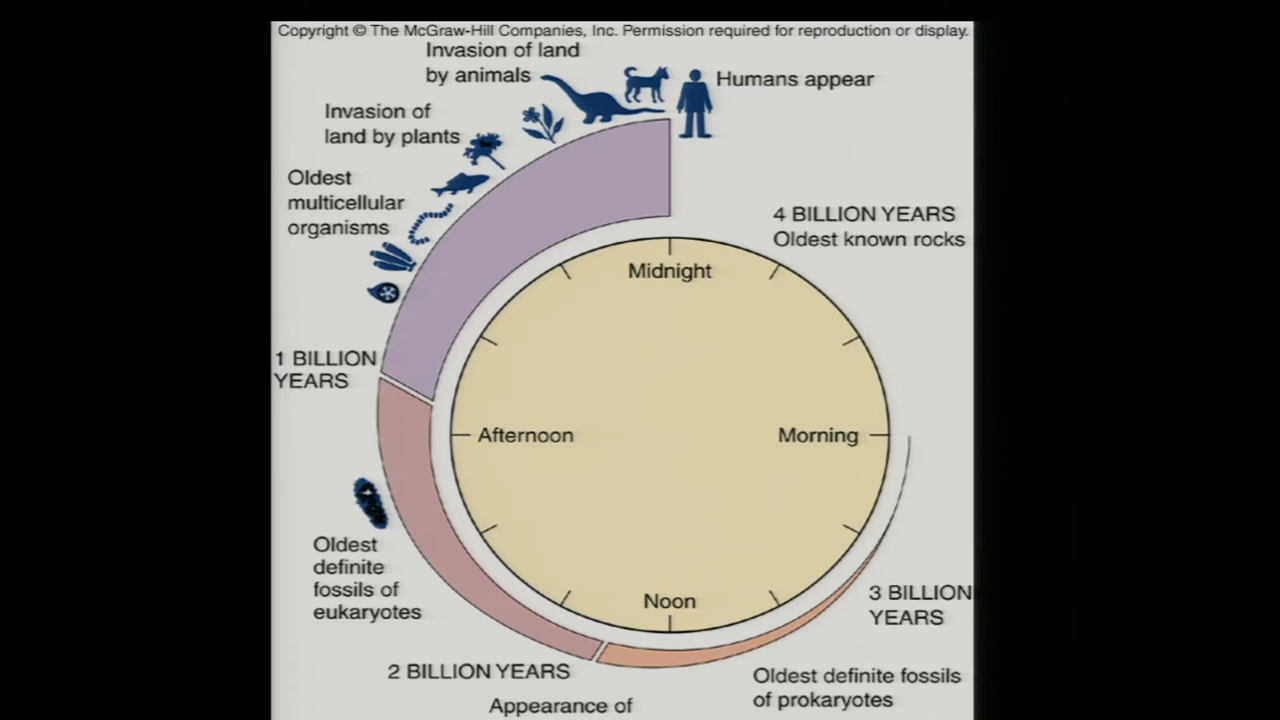 Copyright © The McGraw-Hill Companies, Inc. Permission required for reproduction or display.
Invasion of land
by animals
Humans appear
Invasion of
land by plants
Oldest
multicellular
organisms
4 BILLION YEARS
Oldest known rocks
Midnight
1 BILLION
YEARS
Afternoon
Morning
Oldest
definite
fossils of
eukaryotes
Noon
3 BILLION
YEARS
2 BILLION YEARS
Oldest definite fossils
of prokaryotes
Appearance of